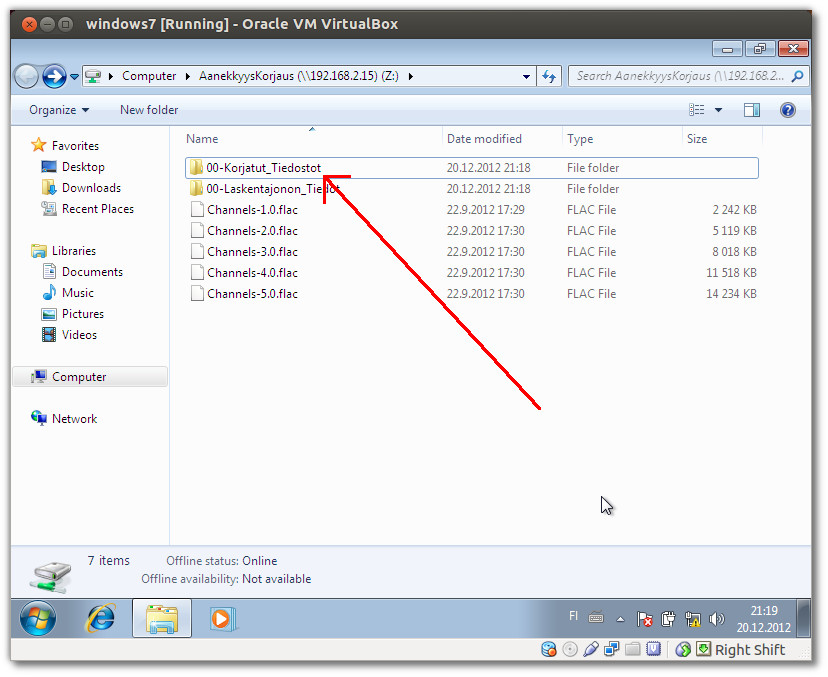 windows7 [Running] - Oracle VM VirtualBox
Computer AanekkyysKorjaus (\\192.168.2.15) (Z:) Search AanekkyysKorjaus (\\192.168.2...
Organize New folder
Name Date modified Type Size
Favorites
Desktop
Downloads
Recent Places
Libraries
Documents
Music
Pictures
Videos
Computer
Network
00-Korjatut_Tiedostot 20.12.2012 21:18 File folder
00-Laskentajonon_Tiedot 20.12.2012 21:18 File folder
Channels-1.0.flac 22.9.2012 17:29 FLAC File 2 242 KB
Channels-2.0.flac 22.9.2012 17:30 FLAC File 5 119 KB
Channels-3.0.flac 22.9.2012 17:30 FLAC File 8 018 KB
Channels-4.0.flac 22.9.2012 17:30 FLAC File 11 518 KB
Channels-5.0.flac 22.9.2012 17:30 FLAC File 14 234 KB
7 items Offline status: Online
Offline availability: Not available
FI 21:19
20.12.2012
Right Shift